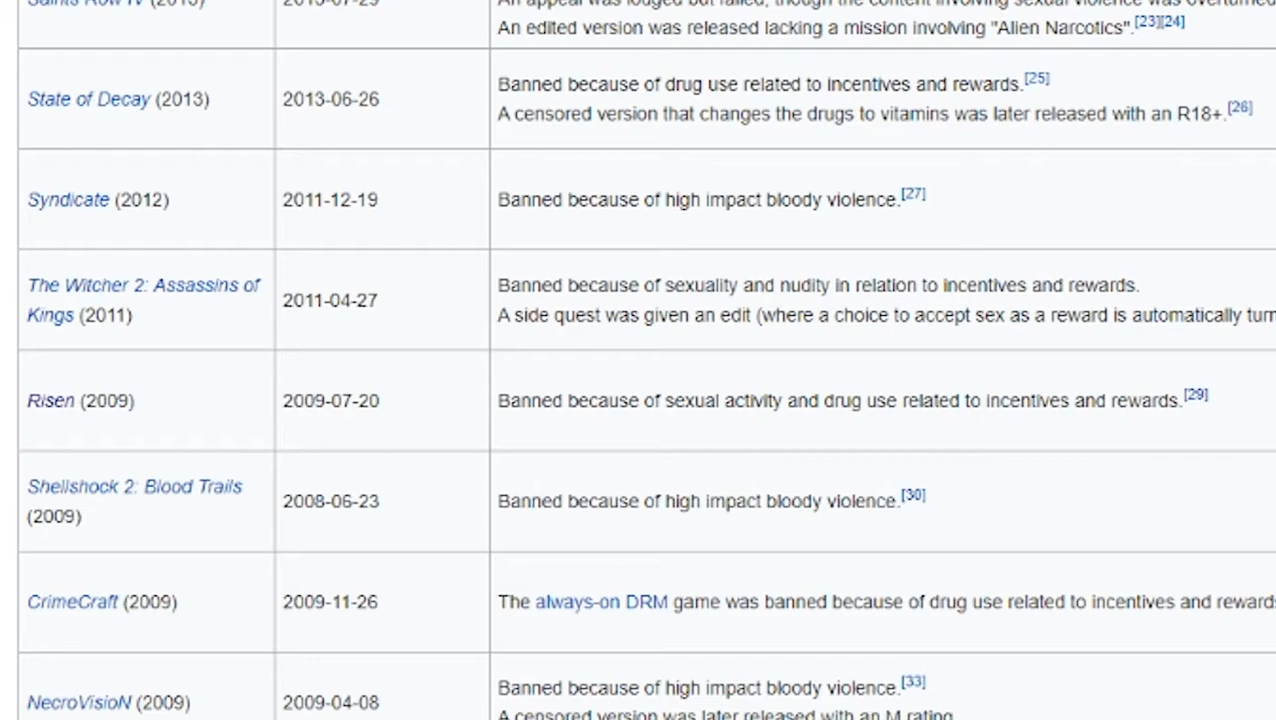 Saints Row IV (2013) 2013-07-29 An appeal was lodged but failed, though the content involving sexual violence was overturned
An edited version was released lacking a mission involving "Alien Narcotics".[23][24]
State of Decay (2013) 2013-06-26 Banned because of drug use related to incentives and rewards.[25]
A censored version that changes the drugs to vitamins was later released with an R18+.[26]
Syndicate (2012) 2011-12-19 Banned because of high impact bloody violence.[27]
The Witcher 2: Assassins of
Kings (2011)
2011-04-27
Banned because of sexuality and nudity in relation to incentives and rewards.
A side quest was given an edit (where a choice to accept sex as a reward is automatically turn
Risen (2009) 2009-07-20 Banned because of sexual activity and drug use related to incentives and rewards.[29]
Shellshock 2: Blood Trails
(2009)
2008-06-23 Banned because of high impact bloody violence.[30]
CrimeCraft (2009) 2009-11-26 The always-on DRM game was banned because of drug use related to incentives and rewards
NecroVisioN (2009) 2009-04-08 Banned because of high impact bloody violence.[33]
A censored version was later released with an M rating.